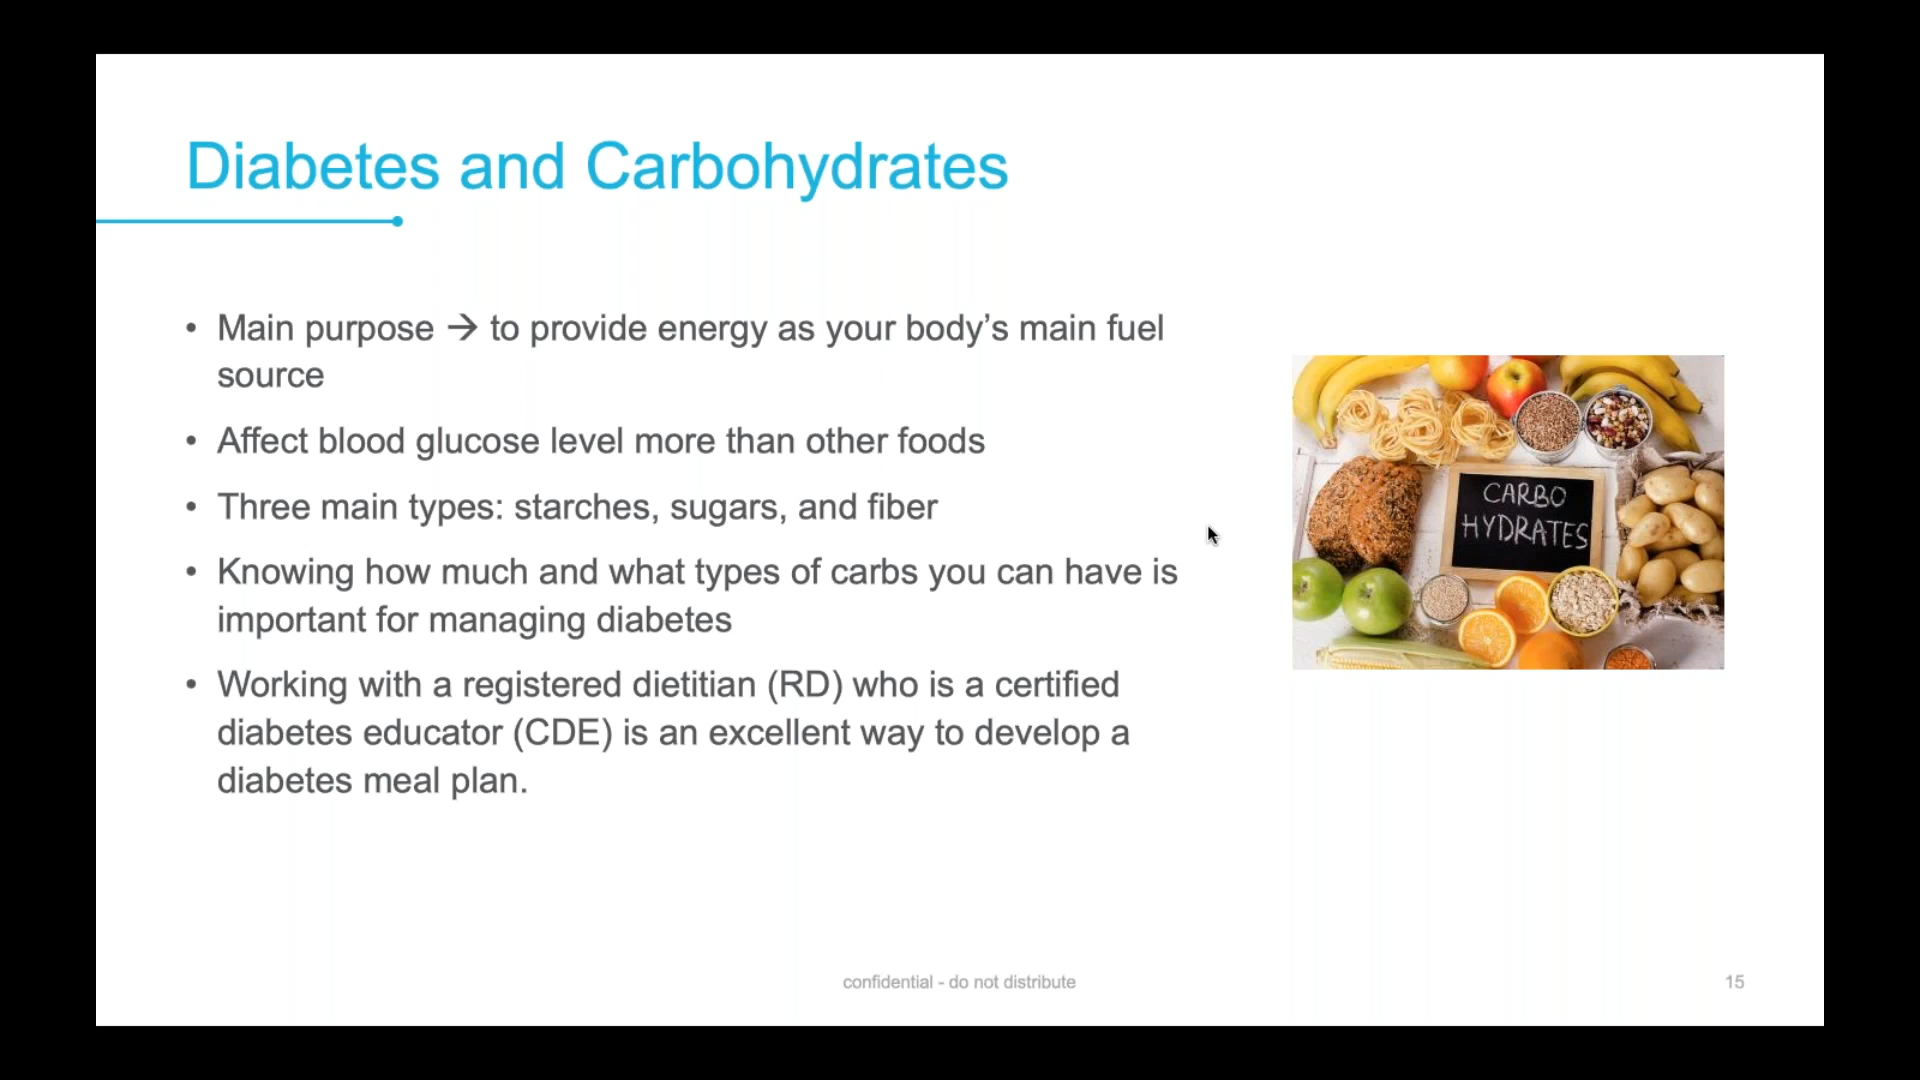 Diabetes and Carbohydrates
• Main purpose → to provide energy as your body’s main fuel
source
• Affect blood glucose level more than other foods
• Three main types: starches, sugars, and fiber
• Knowing how much and what types of carbs you can have is
important for managing diabetes
• Working with a registered dietitian (RD) who is a certified
diabetes educator (CDE) is an excellent way to develop a
diabetes meal plan.
CARBO
HYDRATES
confidential - do not distribute
15